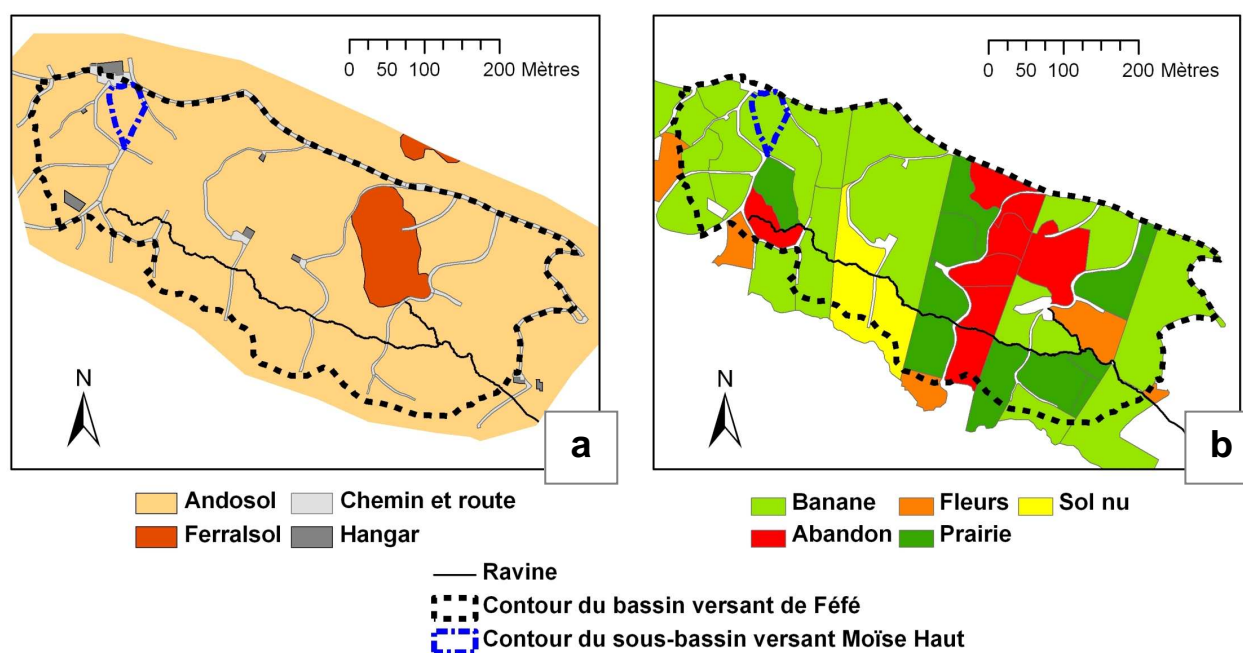 0 50 100 200 Mètres
N
a
0 50 100 200 Mètres
N
b
Andosol Chemin et route
Ferralsol Hangar
Banane Fleurs Sol nu
Abandon Prairie
Ravine
Contour du bassin versant de Féfé
Contour du sous-bassin versant Moïse Haut